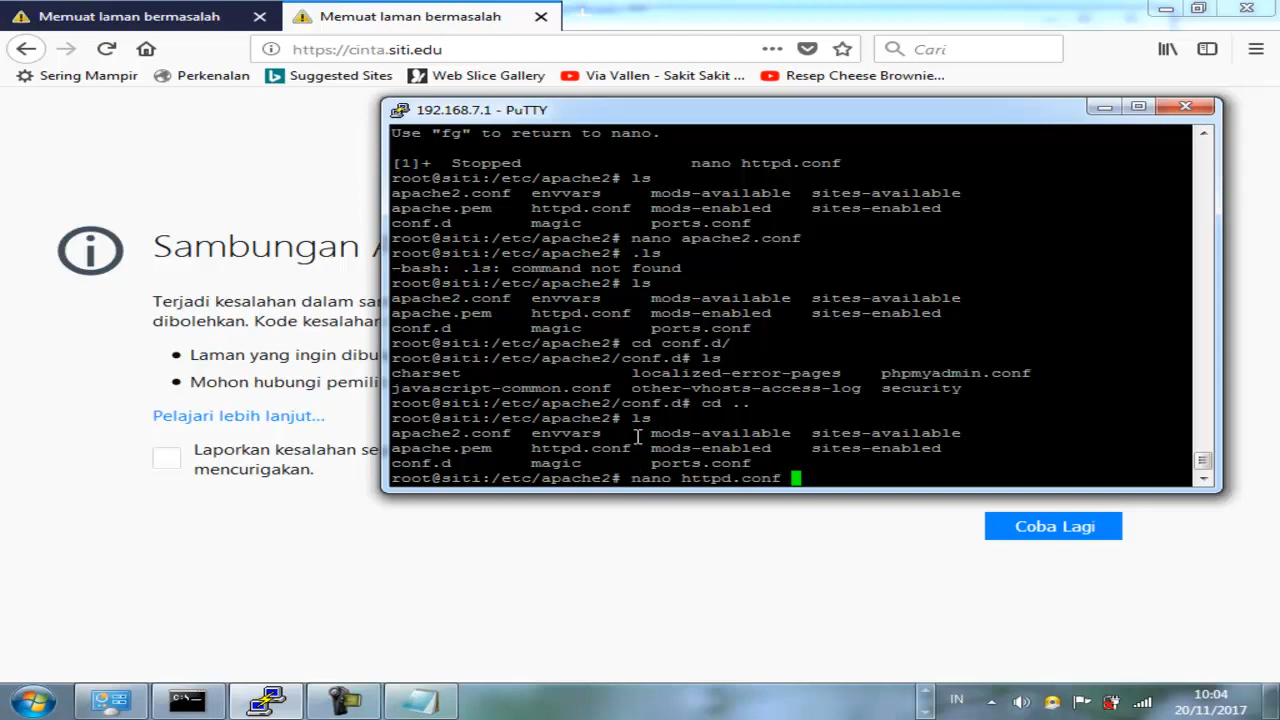 Memuat laman bermasalah
Memuat laman bermasalah
https://cinta.siti.edu
Cari
Sering Mampir
Perkenalan
Suggested Sites
Web Slice Gallery
Via Vallen - Sakit Sakit ...
Resep Cheese Brownie...
192.168.7.1 - PuTTY
Use "fg" to return to nano.
[1]+  Stopped                 nano httpd.conf
root@siti:/etc/apache2# ls
apache2.conf  envvars     mods-available  sites-available
apache.pem    httpd.conf  mods-enabled    sites-enabled
conf.d        magic       ports.conf
root@siti:/etc/apache2# nano apache2.conf
root@siti:/etc/apache2# .ls
-bash: .ls: command not found
root@siti:/etc/apache2# ls
apache2.conf  envvars     mods-available  sites-available
apache.pem    httpd.conf  mods-enabled    sites-enabled
conf.d        magic       ports.conf
root@siti:/etc/apache2# cd conf.d/
root@siti:/etc/apache2/conf.d# ls
charset                 localized-error-pages    phpmyadmin.conf
javascript-common.conf  other-vhosts-access-log  security
root@siti:/etc/apache2/conf.d# cd ..
root@siti:/etc/apache2# ls
apache2.conf  envvars     mods-available  sites-available
apache.pem    httpd.conf  mods-enabled    sites-enabled
conf.d        magic       ports.conf
root@siti:/etc/apache2# nano httpd.conf
Sambungan
Terjadi kesalahan dalam
dibolehkan. Kode kesalahan
Laman yang ingin
Mohon hubungi
Pelajari lebih lanjut...
Laporkan kesalahan
mencurigakan.
Coba Lagi
C:\.
IN
10:04
20/11/2017